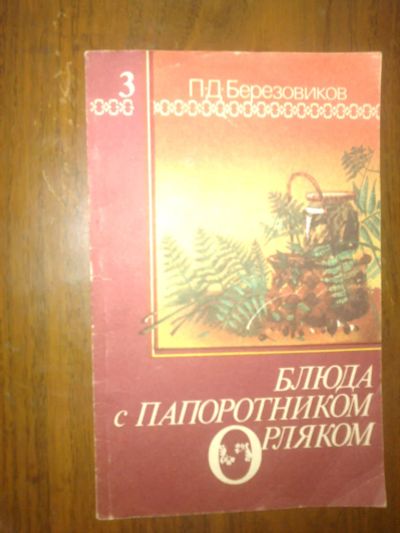 3
П.Д.Березовиков
БЛЮДА
с ПАПОРОТНИКОМ
ОРЛЯКОМ